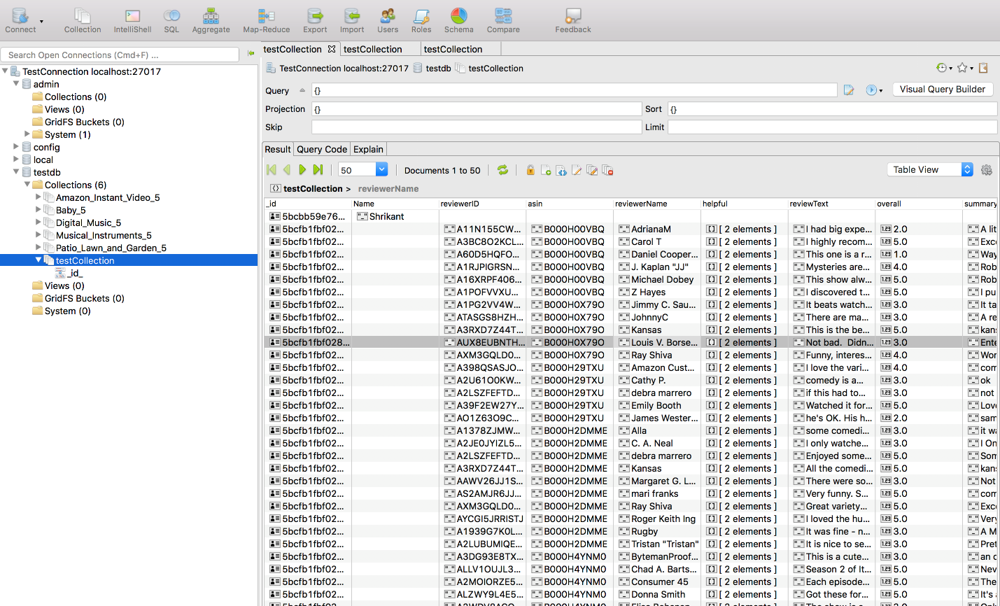 Connect Collection IntelliShell SQL Aggregate Map-Reduce Export Import Users Roles Schema Compare Feedback
Search Open Connections (Cmd+F) ...
TestConnection localhost:27017
admin
Collections (0)
Views (0)
GridFS Buckets (0)
System (1)
config
local
testdb
Collections (6)
Amazon_Instant_Video_5
Baby_5
Digital_Music_5
Musical_Instruments_5
Patio_Lawn_and_Garden_5
testCollection
_id_
Views (0)
GridFS Buckets (0)
System (0)
testCollection testCollection testCollection
TestConnection localhost:27017 testdb testCollection
Query {} Visual Query Builder
Projection {} Sort {}
Skip Limit
Result Query Code Explain
50 Documents 1 to 50 Table View
testCollection > reviewerName
_id Name reviewerID asin reviewerName helpful reviewText overall summary
5bcbb59e76... Shrikant
5bcfb1fbf02... A11N155CW... B000H00VBQ AdrianaM [ 2 elements ] I had big expe... 2.0 A lit
5bcfb1fbf02... A3BC8O2KCL... B000H00VBQ Carol T [ 2 elements ] I highly recom... 5.0 Exce
5bcfb1fbf02... A60D5HQFO... B000H00VBQ Daniel Cooper... [ 2 elements ] This one is a r... 1.0 Way
5bcfb1fbf02... A1RJPIGRSN... B000H00VBQ J. Kaplan "JJ" [ 2 elements ] Mysteries are... 4.0 Rob
5bcfb1fbf02... A16XRPF406... B000H00VBQ Michael Dobey [ 2 elements ] This show alw... 5.0 Rob
5bcfb1fbf02... A1POFVVXU... B000H00VBQ Z Hayes [ 2 elements ] I discovered t... 5.0 I pu
5bcfb1fbf02... A1PG2VV4W... B000H0X79O Jimmy C. Sau... [ 2 elements ] It beats watch... 3.0 It ta
5bcfb1fbf02... ATASGS8HZH... B000H0X79O JohnnyC [ 2 elements ] There are ma... 3.0 A re
5bcfb1fbf02... A3RXD7Z44T... B000H0X79O Kansas [ 2 elements ] This is the be... 5.0 kans
5bcfb1fbf028... AUX8EUBNTH... B000H0X79O Louis V. Borse... [ 2 elements ] Not bad. Didn... 3.0 Ente
5bcfb1fbf02... AXM3GQLD0... B000H0X79O Ray Shiva [ 2 elements ] Funny, interes... 4.0 Wor
5bcfb1fbf02... A398QSASJO... B000H29TXU Amazon Cust... [ 2 elements ] I love the vari... 4.0 com
5bcfb1fbf02... A2U61O0KW... B000H29TXU Cathy P. [ 2 elements ] comedy is a... 3.0 ok
5bcfb1fbf02... A2LSZFEFTD... B000H29TXU debra marrero [ 2 elements ] if this had to... 3.0 not
5bcfb1fbf02... A39F2EW27Y... B000H29TXU Emily Booth [ 2 elements ] Watched it for... 5.0 Love
5bcfb1fbf02... AO1Z63O9C... B000H29TXU James Wester... [ 2 elements ] he's OK. His h... 2.0 sam
5bcfb1fbf02... A1378ZJMW... B000H2DMME Alla [ 2 elements ] some comedi... 3.0 it wa
5bcfb1fbf02... A2JE0JYIZL5... B000H2DMME C. A. Neal [ 2 elements ] I only watche... 3.0 I On
5bcfb1fbf02... A2LSZFEFTD... B000H2DMME debra marrero [ 2 elements ] Enjoyed some... 5.0 Som
5bcfb1fbf02... A3RXD7Z44T... B000H2DMME Kansas [ 2 elements ] All the comedi... 5.0 kans
5bcfb1fbf02... AAWV26JJ1S... B000H2DMME Margaret G. L... [ 2 elements ] There were so... 3.0 Not
5bcfb1fbf02... AS2AMJR6JJ... B000H2DMME mari franks [ 2 elements ] Very funny. S... 5.0 com
5bcfb1fbf02... AXM3GQLD0... B000H2DMME Ray Shiva [ 2 elements ] Great variety... 5.0 Exce
5bcfb1fbf02... AYCGI5JRRISTJ B000H2DMME Roger Keith Ing [ 2 elements ] I loved the hu... 5.0 Very
5bcfb1fbf02... A1939G7K0L... B000H2DMME Rugby [ 2 elements ] It was fine - n... 3.0 A M
5bcfb1fbf02... A2LUBUMIQE... B000H2DMME Tristan "Tristan" [ 2 elements ] It is nice to se... 3.0 Pret
5bcfb1fbf02... A3DG93E8TX... B000H4YNM0 BytemanProof... [ 2 elements ] This is a cute... 3.0 an o
5bcfb1fbf02... ALLV1OUJL3... B000H4YNM0 Chad A. Barts... [ 2 elements ] Season 2 of It... 5.0 Nev
5bcfb1fbf02... A2MOIORZE5... B000H4YNM0 Consumer 45 [ 2 elements ] Each episode... 5.0 The
5bcfb1fbf02... ALZWY9L4E5... B000H4YNM0 Donna Smith [ 2 elements ] Got these for... 5.0 It's